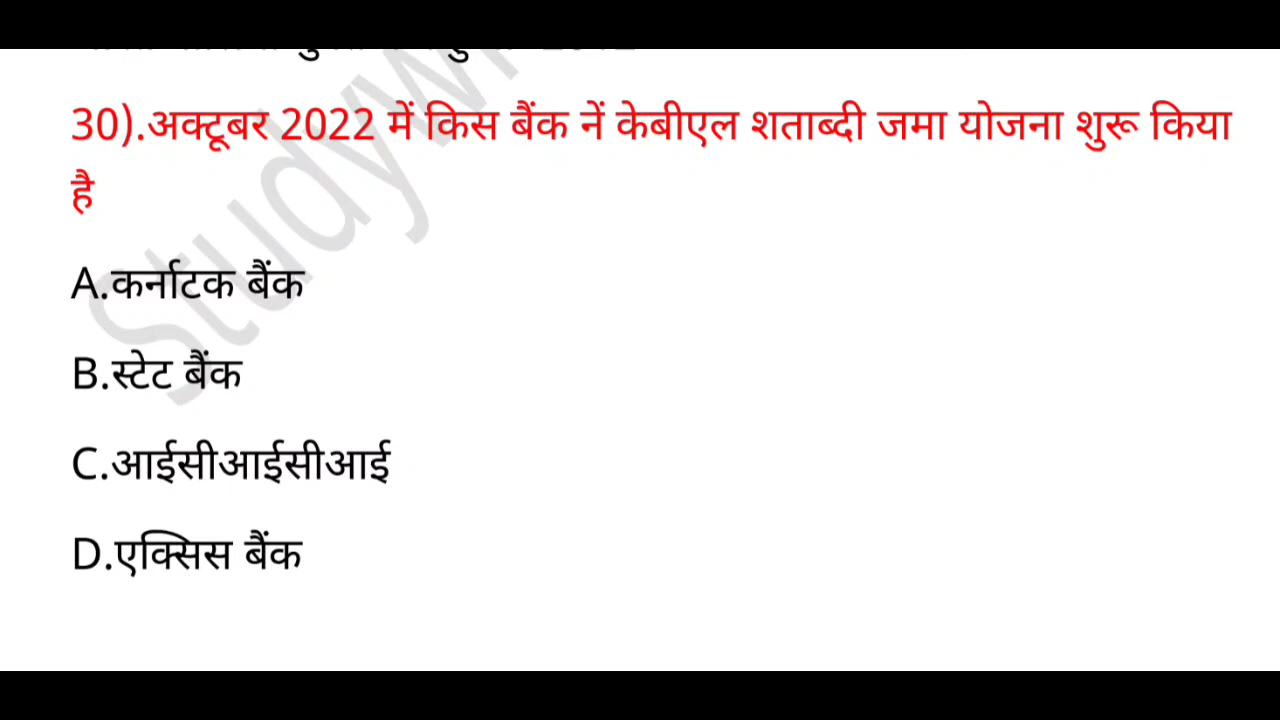 30).अक्टूबर 2022 में किस बैंक नें केबीएल शताब्दी जमा योजना शुरू किया
है
A.कर्नाटक बैंक
B.स्टेट बैंक
C.आईसीआईसीआई
D.एक्सिस बैंक